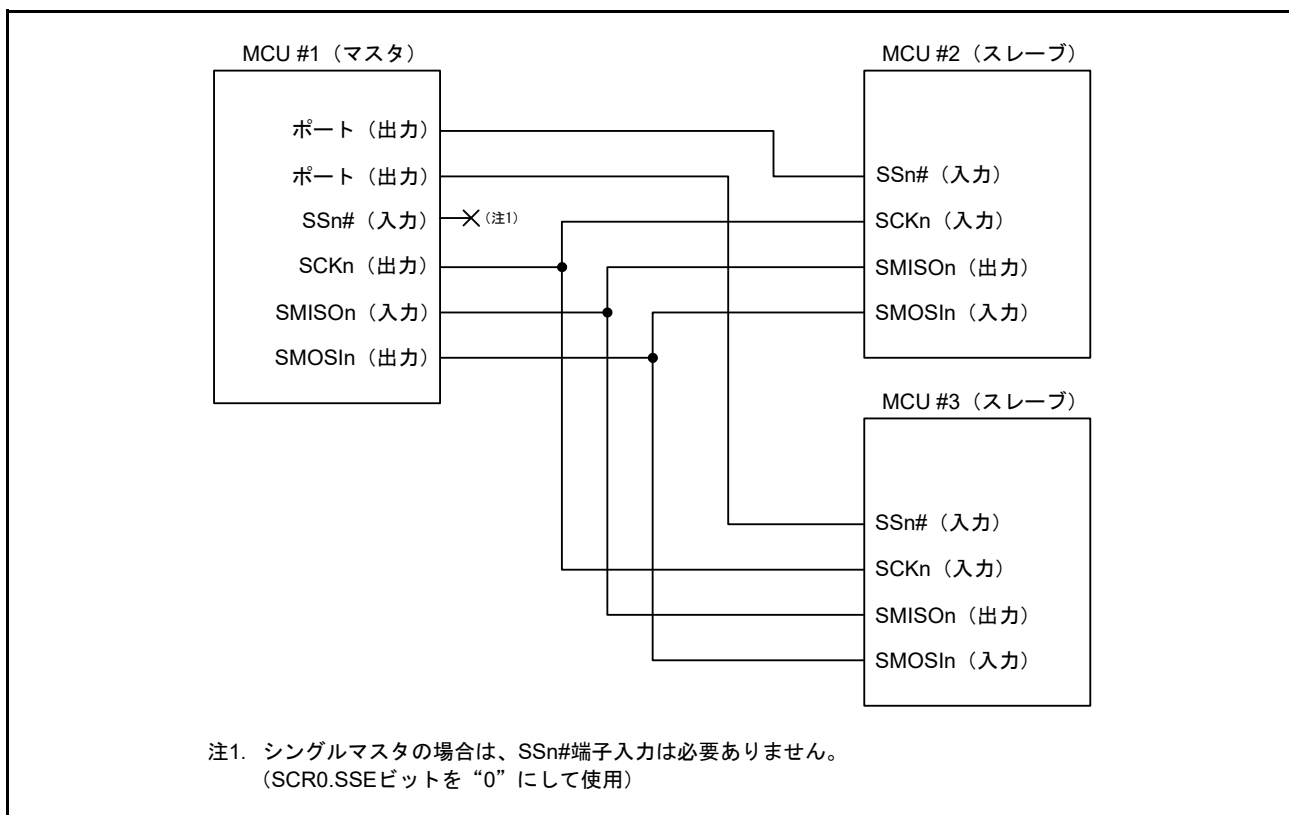 MCU #1（マスタ）
ポート（出力）
ポート（出力）
SSn#（入力）
（注1）
SCKn（出力）
SMISOn（入力）
SMOSIn（出力）
MCU #2（スレーブ）
SSn#（入力）
SCKn（入力）
SMISOn（出力）
SMOSIn（入力）
MCU #3（スレーブ）
SSn#（入力）
SCKn（入力）
SMISOn（出力）
SMOSIn（入力）
注1. シングルマスタの場合は、SSn#端子入力は必要ありません。
（SCR0.SSEビットを“0”にして使用）